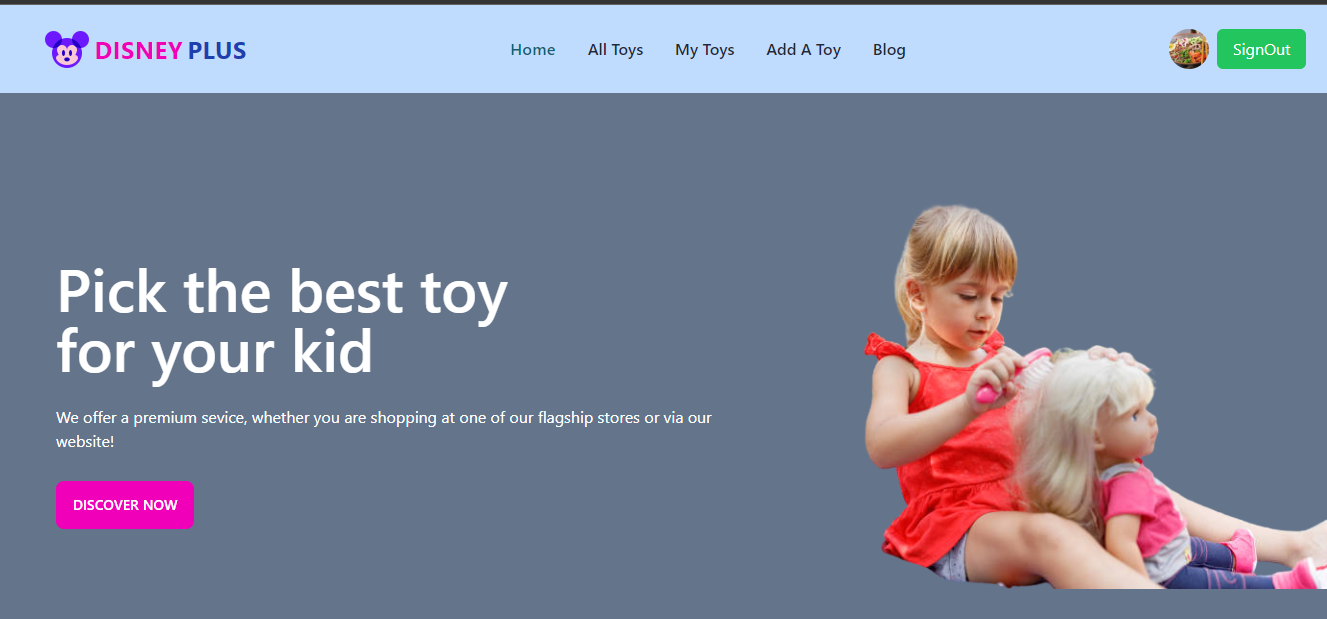 DISNEY PLUS
Home All Toys My Toys Add A Toy Blog
SignOut
Pick the best toy
for your kid
We offer a premium sevice, whether you are shopping at one of our flagship stores or via our
website!
DISCOVER NOW